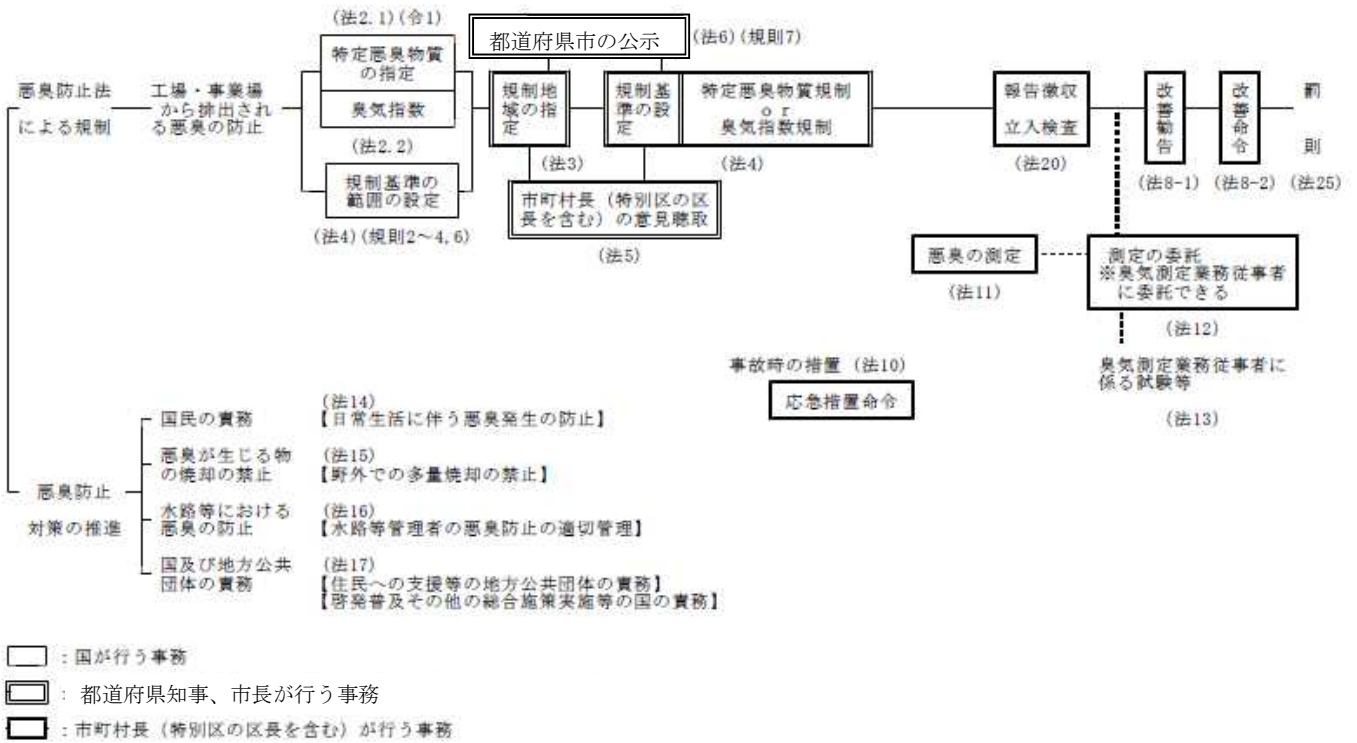 (法2.1)(令1)
特定悪臭物質
の指定
臭気指数
(法2.2)
規制基準の
範囲の設定
(法4)(規則2～4,6)
都道府県市の公示
(法6)(規則7)
悪臭防止法
による規制
工場・事業場
から排出され
る悪臭の防止
規制地
域の指
定
(法3)
規制基
準の設
定
特定悪臭物質規制
or
臭気指数規制
(法4)
市町村長（特別区の区
長を含む）の意見聴取
(法5)
報告徴収
立入検査
(法20)
改善勧告
(法8-1)
改善命令
(法8-2)
罰
則
(法25)
悪臭の測定
(法11)
測定の委託
※臭気測定業務従事者
に委託できる
(法12)
臭気測定業務従事者に
係る試験等
(法13)
事故時の措置（法10)
応急措置命令
悪臭防止
対策の推進
国民の責務
(法14)
【日常生活に伴う悪臭発生の防止】
悪臭が生じる物
の焼却の禁止
(法15)
【野外での多量焼却の禁止】
水路等における
悪臭の防止
(法16)
【水路等管理者の悪臭防止の適切管理】
国及び地方公共
団体の責務
(法17)
【住民への支援等の地方公共団体の責務】
【啓発普及その他の総合施策実施等の国の責務】
：国が行う事務
：都道府県知事、市長が行う事務
：市町村長（特別区の区長を含む）が行う事務